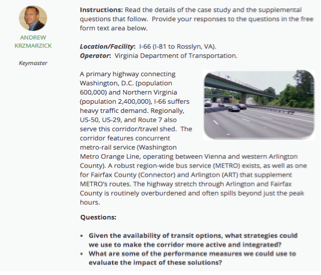 Instructions: Read the details of the case study and the supplemental
questions that follow. Provide your responses to the questions in the free
form text area below.
ANDREW
KRZMARZICK
Keymaster
Location/Facility: I-66 (I-81 to Rosslyn, VA).
Operator: Virginia Department of Transportation.
A primary highway connecting
Washington, D.C. (population
600,000) and Northern Virginia
(population 2,400,000), I-66 suffers
heavy traffic demand. Regionally,
US-50, US-29, and Route 7 also
serve this corridor/travel shed. The
corridor features concurrent
metro-rail service (Washington
Metro Orange Line, operating between Vienna and western Arlington
County). A robust region-wide bus service (METRO) exists, as well as one
for Fairfax County (Connector) and Arlington (ART) that supplement
METRO's routes. The highway stretch through Arlington and Fairfax
County is routinely overburdened and often spills beyond just the peak
hours.
Questions:
• Given the availability of transit options, what strategies could
we use to make the corridor more active and integrated?
• What are some of the performance measures we could use to
evaluate the impact of these solutions?